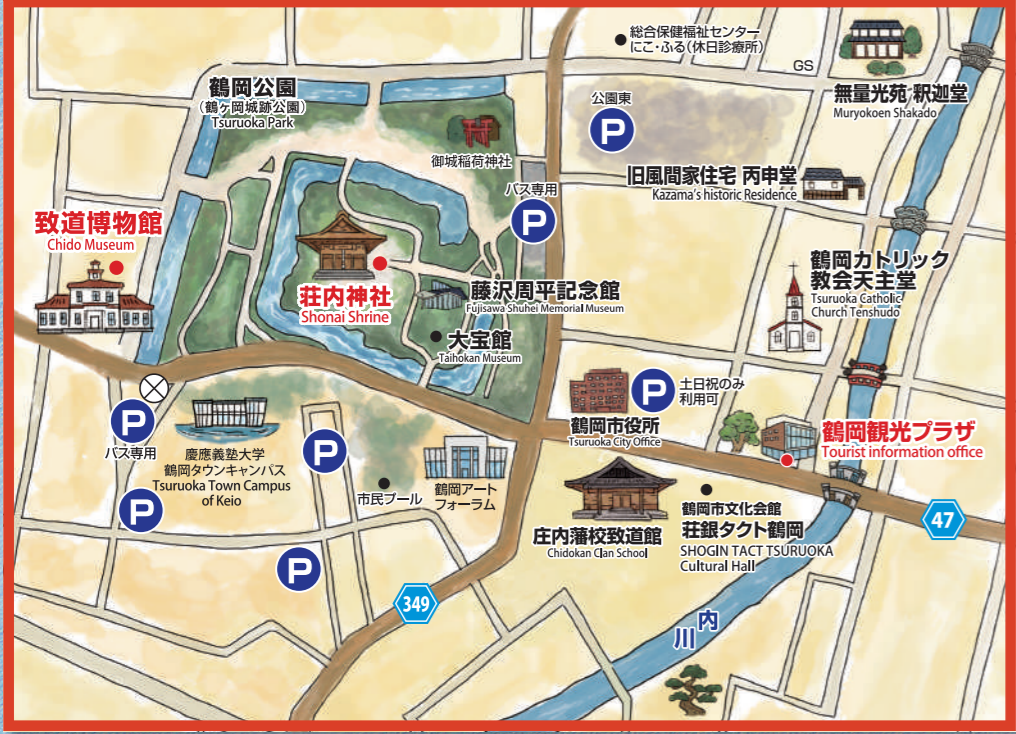 総合保健福祉センター
にこ・ふる（休日診療所）
GS
無量光苑 釈迦堂
Muryokoen Shakado
鶴岡公園
（鶴ヶ岡城跡公園）
Tsuruoka Park
公園東
P
御城稲荷神社
旧風間家住宅 丙申堂
Kazama's historic Residence
バス専用
P
致道博物館
Chido Museum
荘内神社
Shonai Shrine
藤沢周平記念館
Fujisawa Shuhei Memorial Museum
大宝館
Taihokan Museum
鶴岡カトリック
教会天主堂
Tsuruoka Catholic
Church Tenshudo
P
土日祝のみ
利用可
鶴岡市役所
Tsuruoka City Office
鶴岡観光プラザ
Tourist information office
P
バス専用
慶應義塾大学
鶴岡タウンキャンパス
Tsuruoka Town Campus
of Keio
P
P
市民プール
鶴岡アート
フォーラム
庄内藩校致道館
Chidokan Clan School
鶴岡市文化会館
荘銀タクト鶴岡
SHOGIN TACT TSURUOKA
Cultural Hall
47
P
349
内
川